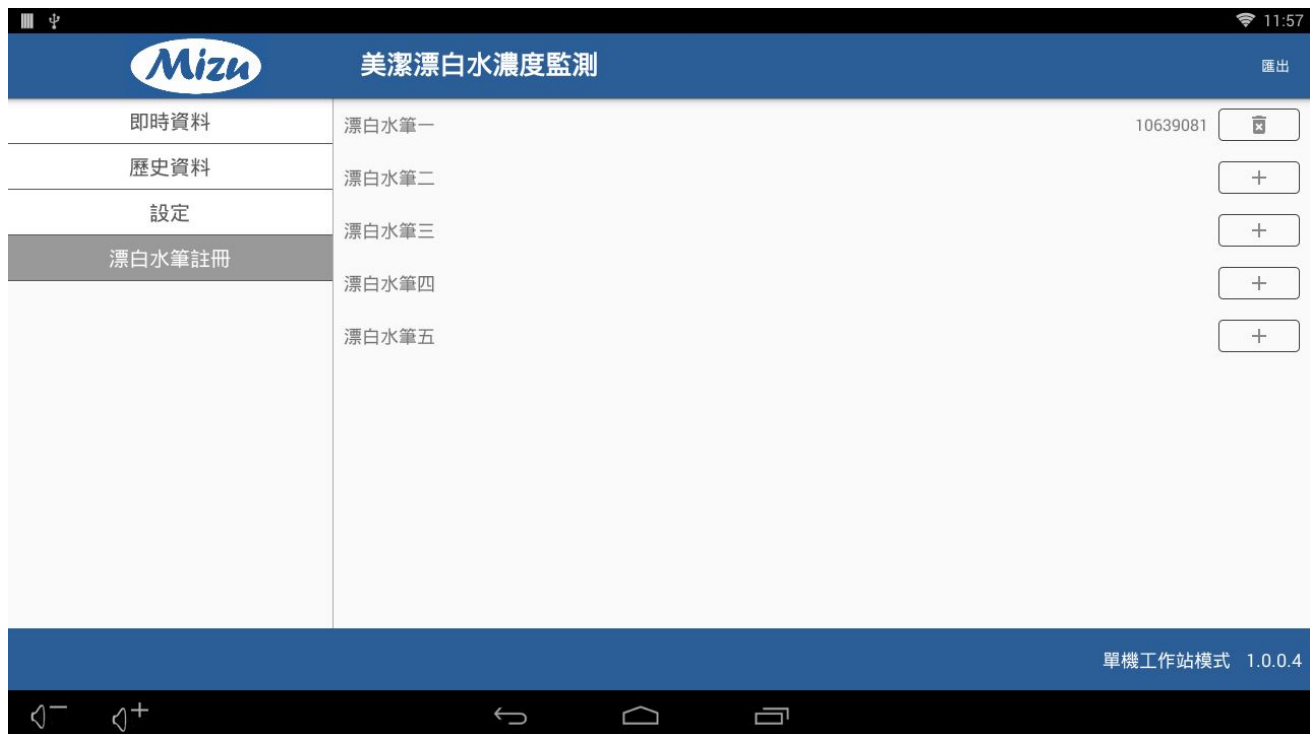 11:57
Mizu
美潔漂白水濃度監測
匯出
即時資料
歷史資料
設定
漂白水筆註冊
漂白水筆一 10639081
漂白水筆二
漂白水筆三
漂白水筆四
漂白水筆五
單機工作站模式 1.0.0.4